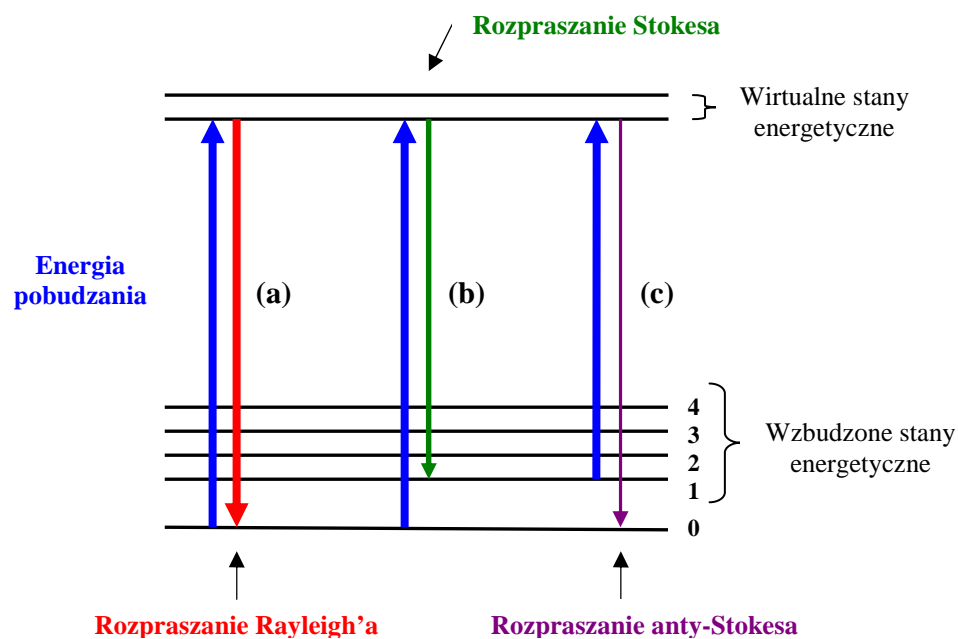 Rozpraszanie Stokesa
Wirtualne stany
energetyczne
Energia
pobudzania
(a)
(b)
(c)
4
3
2
1
0
Wzbudzone stany
energetyczne
Rozpraszanie Rayleigh’a
Rozpraszanie anty-Stokesa